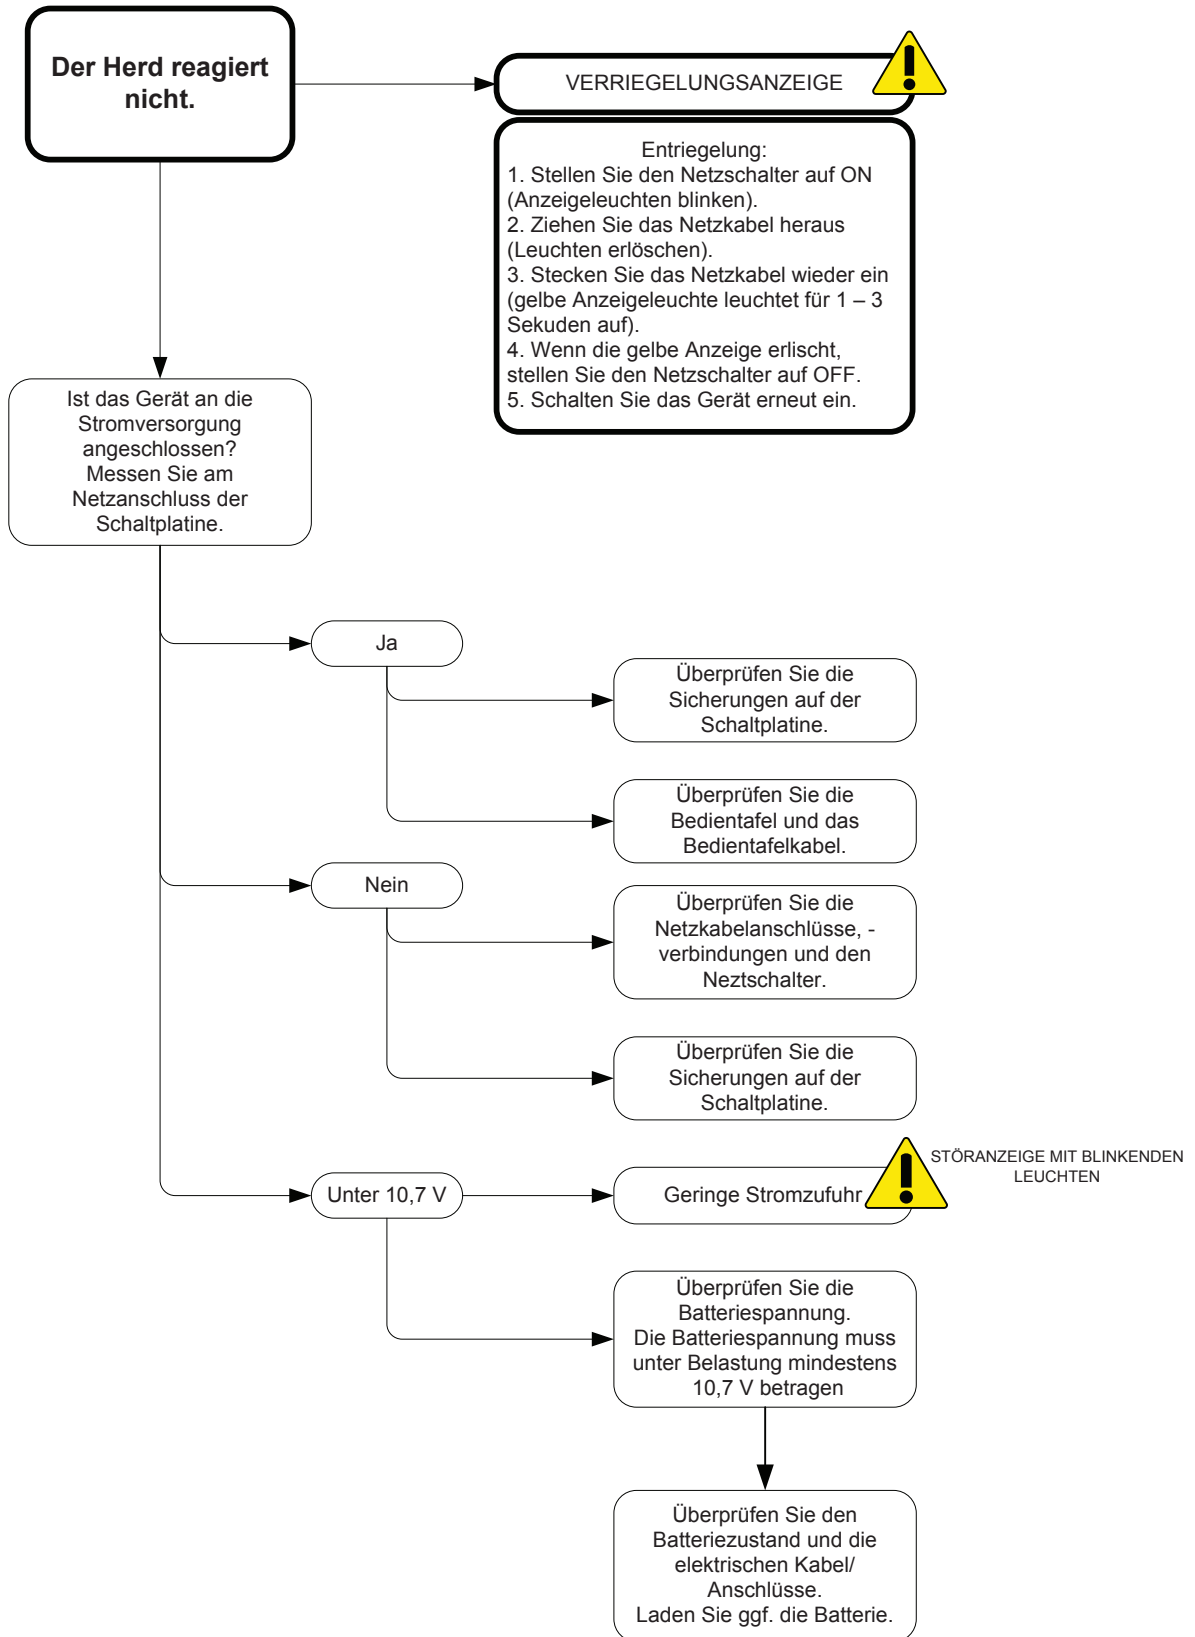 Der Herd reagiert
nicht.
VERRIEGELUNGSANZEIGE
Entriegelung:
1. Stellen Sie den Netzschalter auf ON
(Anzeigeleuchten blinken).
2. Ziehen Sie das Netzkabel heraus
(Leuchten erlöschen).
3. Stecken Sie das Netzkabel wieder ein
(gelbe Anzeigeleuchte leuchtet für 1 – 3
Sekuden auf).
4. Wenn die gelbe Anzeige erlischt,
stellen Sie den Netzschalter auf OFF.
5. Schalten Sie das Gerät erneut ein.
Ist das Gerät an die
Stromversorgung
angeschlossen?
Messen Sie am
Netzanschluss der
Schaltplatine.
Ja
Überprüfen Sie die
Sicherungen auf der
Schaltplatine.
Überprüfen Sie die
Bedientafel und das
Bedientafelkabel.
Nein
Überprüfen Sie die
Netzkabelanschlüsse, -
verbindungen und den
Neztschalter.
Überprüfen Sie die
Sicherungen auf der
Schaltplatine.
Unter 10,7 V
Geringe Stromzufuhr
STÖRANZEIGE MIT BLINKENDEN
LEUCHTEN
Überprüfen Sie die
Batteriespannung.
Die Batteriespannung muss
unter Belastung mindestens
10,7 V betragen
Überprüfen Sie den
Batteriezustand und die
elektrischen Kabel/
Anschlüsse.
Laden Sie ggf. die Batterie.